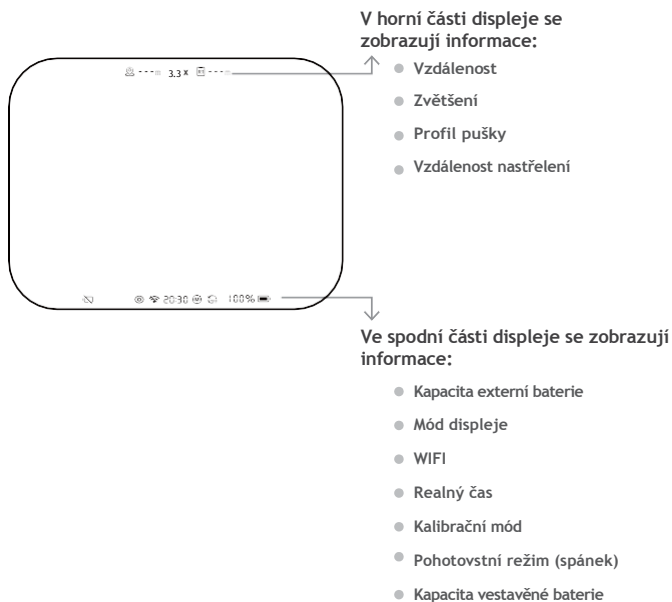 V horní části displeje se
zobrazují informace:
Vzdálenost
Zvětšení
Profil pušky
Vzdálenost nastřelení
---m 3.3x ---m
20:30 100%
Ve spodní části displeje se zobrazují
informace:
Kapacita externí baterie
Mód displeje
WIFI
Realný čas
Kalibrační mód
Pohotovstní režim (spánek)
Kapacita vestavěné baterie